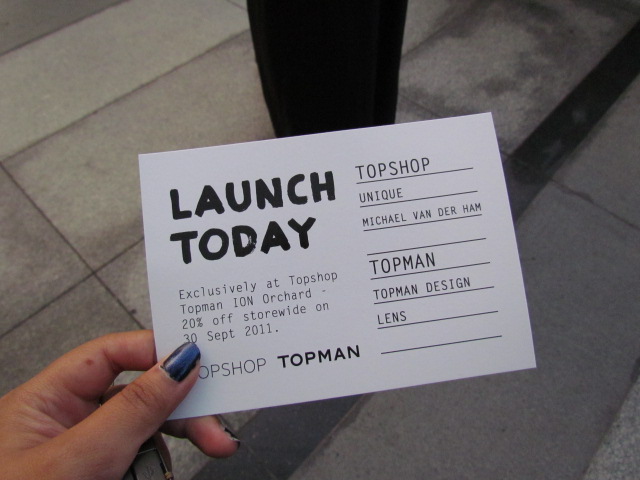 LAUNCH
TODAY
Exclusively at Topshop
Topman ION Orchard -
20% off storewide on
30 Sept 2011.
OPSHOP TOPMAN
TOPSHOP
UNIQUE
MICHAEL VAN DER HAM
TOPMAN
TOPMAN DESIGN
LENS